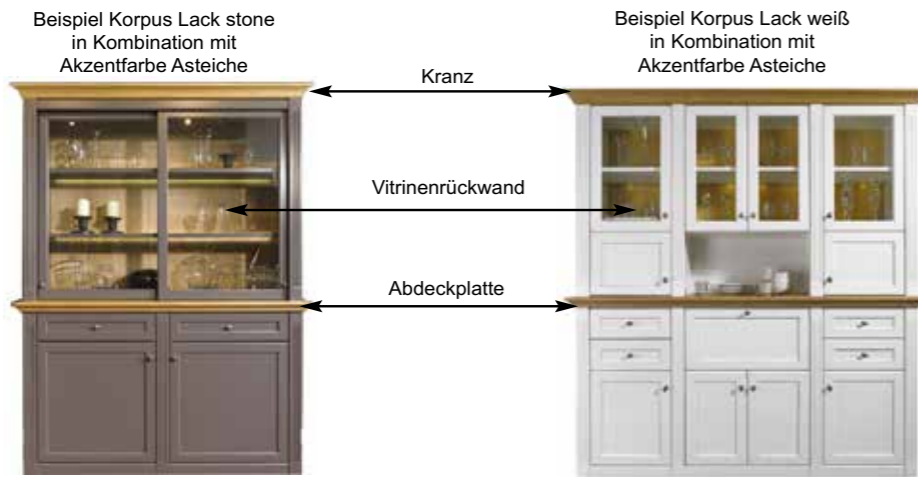 Beispiel Korpus Lack stone
in Kombination mit
Akzentfarbe Asteiche
Beispiel Korpus Lack weiß
in Kombination mit
Akzentfarbe Asteiche
Kranz
Vitrinenrückwand
Abdeckplatte